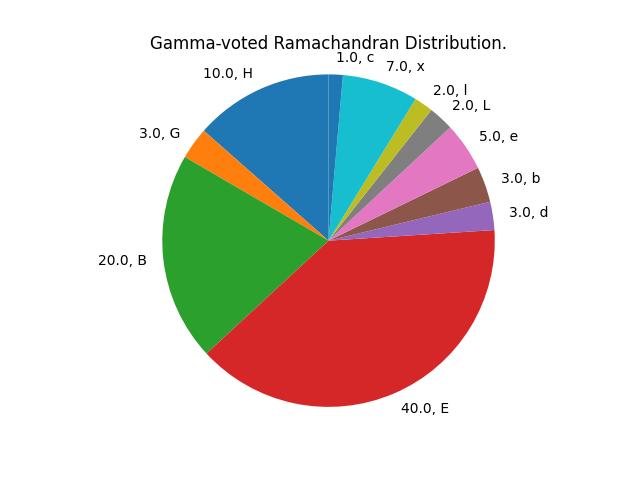 Gamma-voted Ramachandran Distribution.
1.0, c
7.0, x
10.0, H
2.0, l
2.0, L
3.0, G
5.0, e
3.0, b
3.0, d
20.0, B
40.0, E